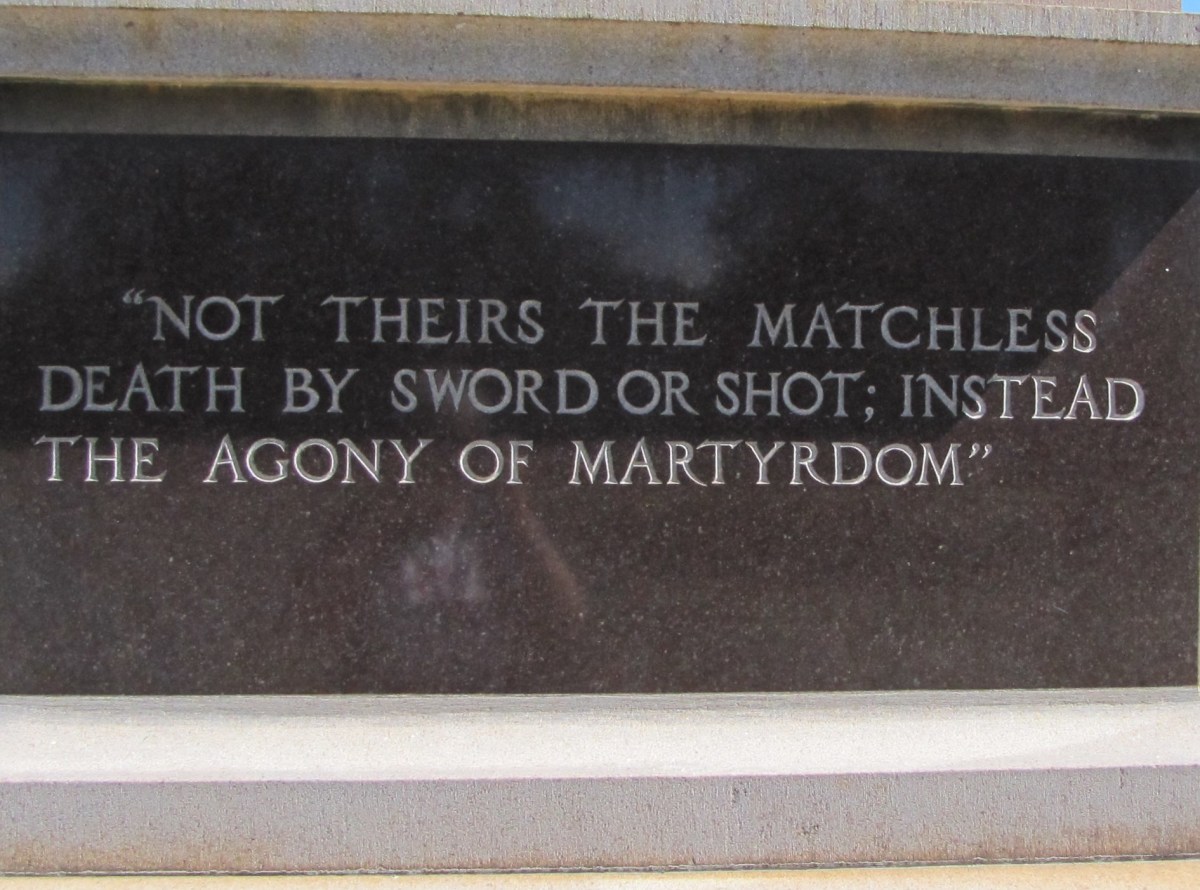 “NOT THEIRS THE MATCHLESS
DEATH BY SWORD OR SHOT; INSTEAD
THE AGONY OF MARTYRDOM”